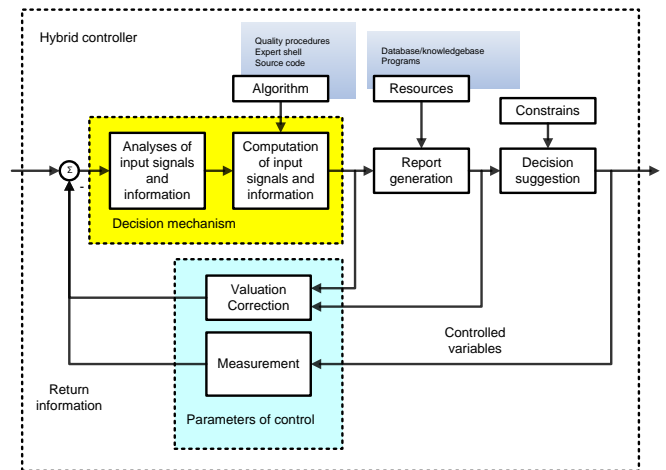 Hybrid controller
Quality procedures
Expert shell
Source code
Database/knowledgebase
Programs
Algorithm
Resources
Constrains
Σ
-
Analyses of
input signals
and
information
Computation
of input
signals and
information
Report
generation
Decision
suggestion
Decision mechanism
Valuation
Correction
Measurement
Controlled
variables
Return
information
Parameters of control